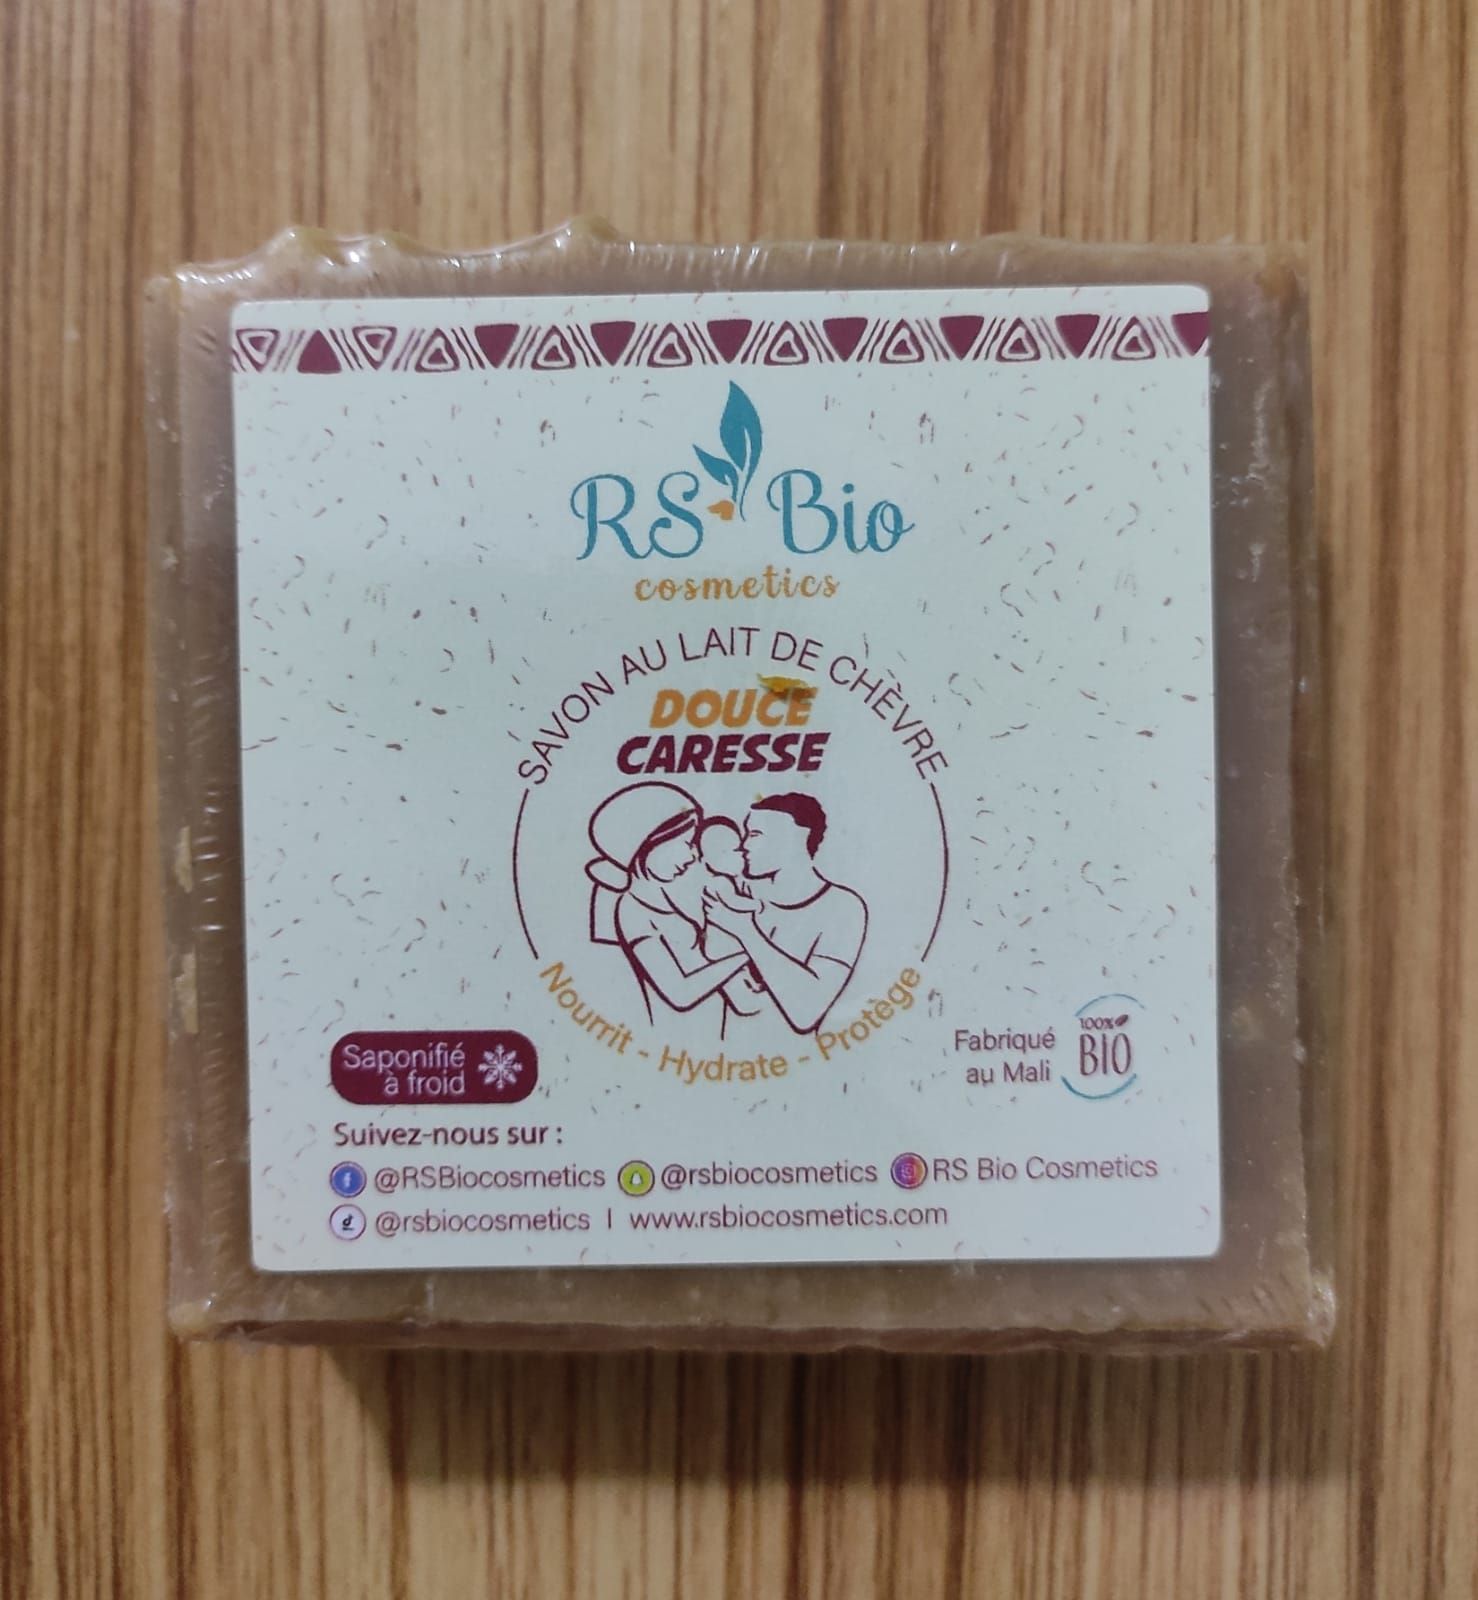 RS Bio
cosmetics
SAVON AU LAIT DE CHÈVRE
DOUCE
CARESSE
Nourrit - Hydrate - Protège
Saponifié
à froid
Fabriqué
au Mali
100%
BIO
Suivez-nous sur :
@RSBiocosmetics @rsbiocosmetics RS Bio Cosmetics
@rsbiocosmetics | www.rsbiocosmetics.com